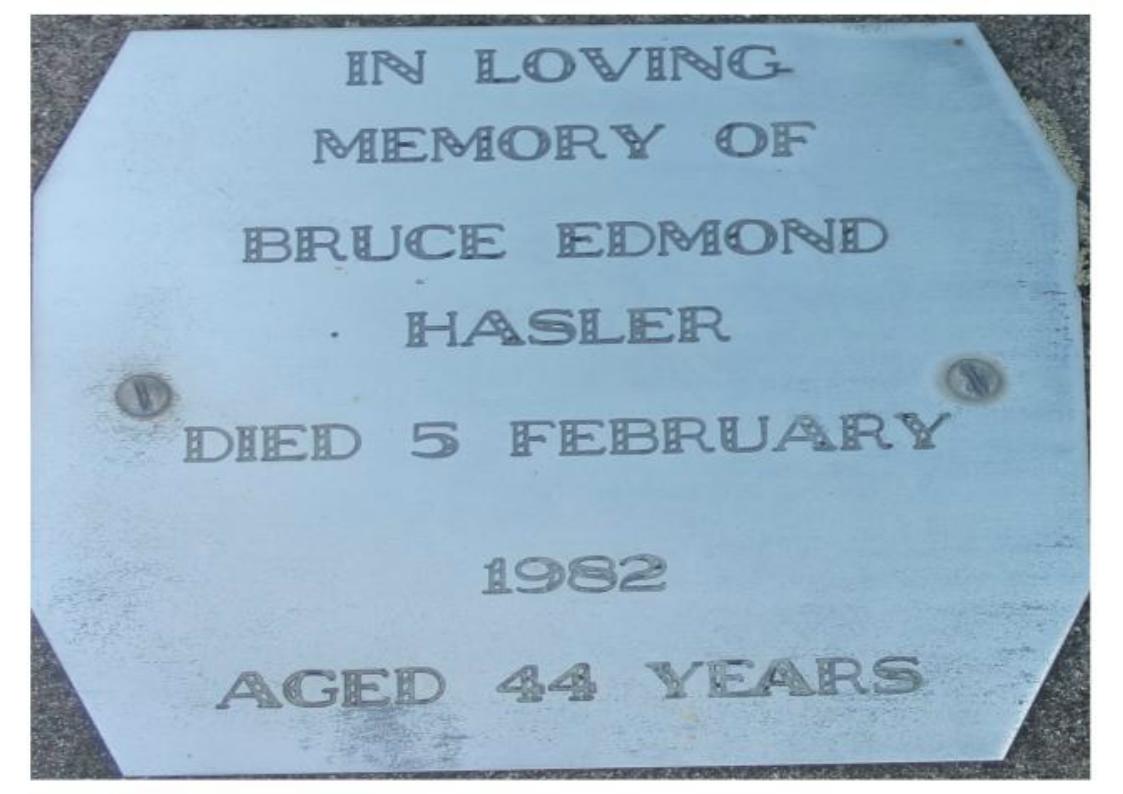 IN LOVING
MEMORY OF
BRUCE EDMOND
HASLER
DIED 5 FEBRUARY
1982
AGED 44 YEARS